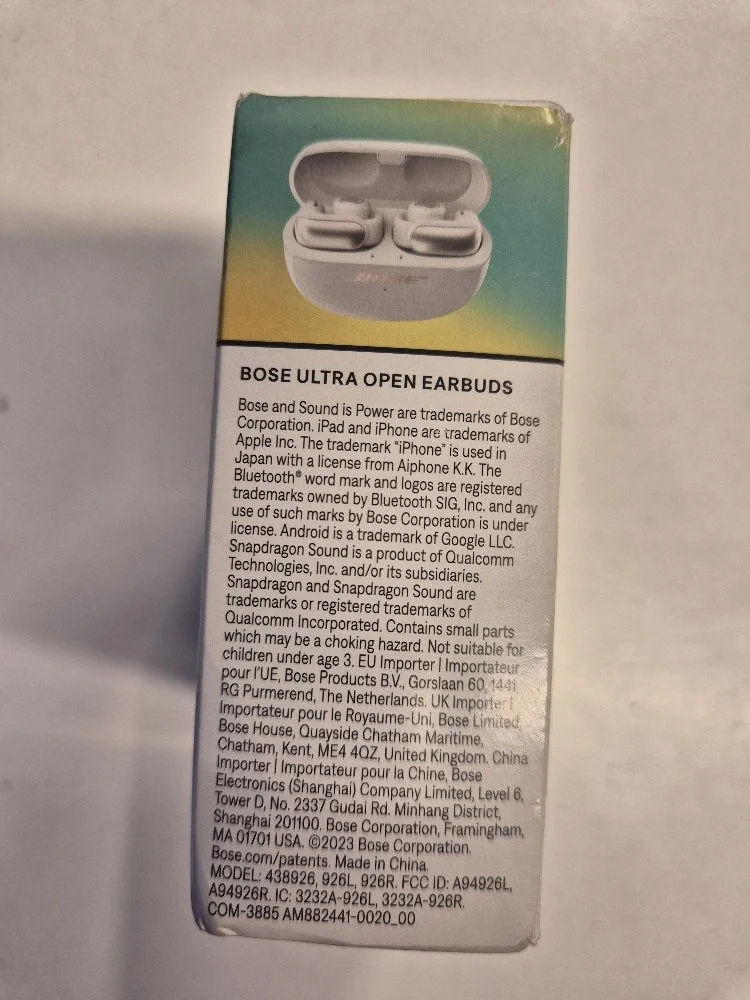 BOSE ULTRA OPEN EARBUDS
Bose and Sound is Power are trademarks of Bose
Corporation. iPad and iPhone are trademarks of
Apple Inc. The trademark "iPhone" is used in
Japan with a license from Aiphone K.K. The
Bluetooth® word mark and logos are registered
trademarks owned by Bluetooth SIG, Inc. and any
use of such marks by Bose Corporation is under
license. Android is a trademark of Google LLC.
Snapdragon Sound is a product of Qualcomm
Technologies, Inc. and/or its subsidiaries.
Snapdragon and Snapdragon Sound are
trademarks or registered trademarks of
Qualcomm Incorporated. Contains small parts
which may be a choking hazard. Not suitable for
children under age 3. EU Importer | Importateur
pour l'UE, Bose Products B.V., Gorslaan 60, 1441
RG Purmerend, The Netherlands. UK Importer |
Importateur pour le Royaume-Uni, Bose Limited,
Bose House, Quayside Chatham Maritime,
Chatham, Kent, ME4 4QZ, United Kingdom. China
Importer | Importateur pour la Chine, Bose
Electronics (Shanghai) Company Limited, Level 6,
Tower D, No. 2337 Gudai Rd. Minhang District,
Shanghai 201100. Bose Corporation, Framingham,
MA 01701 USA. ©2023 Bose Corporation.
Bose.com/patents. Made in China.
MODEL: 438926, 926L, 926R. FCC ID: A94926L,
A94926R. IC: 3232A-926L, 3232A-926R.
COM-3885 AM882441-0020_00